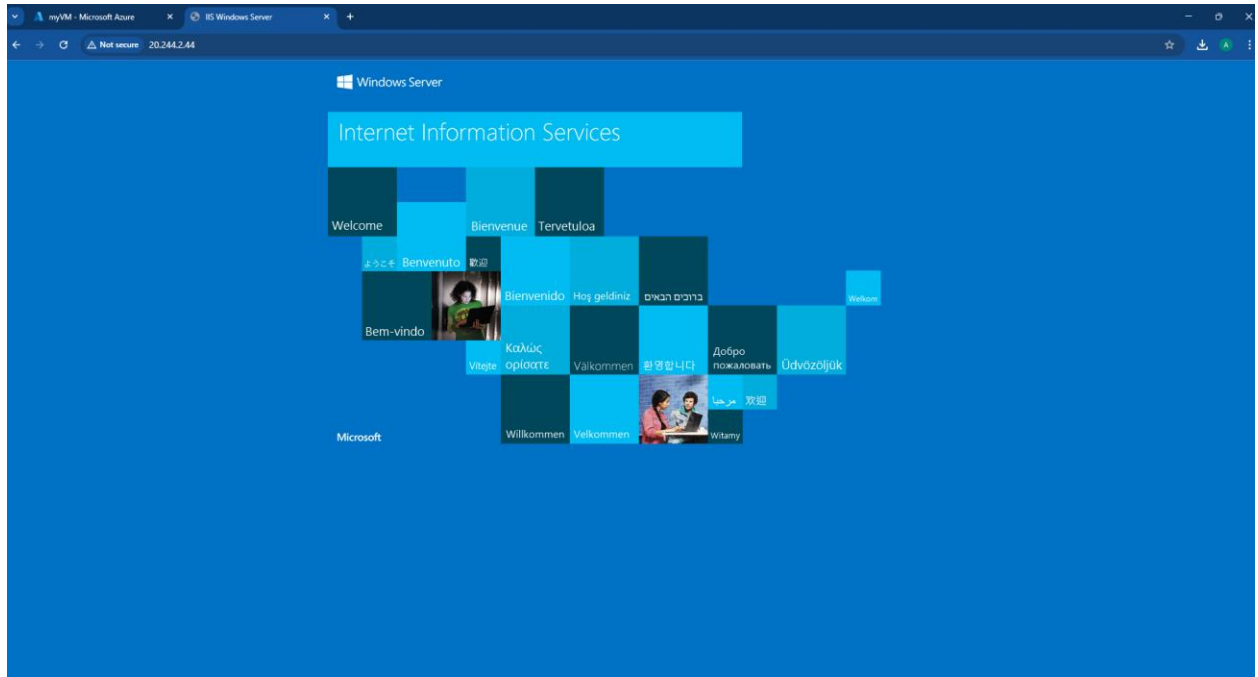 myVM - Microsoft Azure
IIS Windows Server
Not secure
20.244.2.44
A
Windows Server
Internet Information Services
Welcome
Bienvenue
Tervetuloa
ようこそ
Benvenuto
歡迎
Bienvenido
Hoş geldiniz
ברוכים הבאים
Welkom
Bem-vindo
Vítejte
Καλώς
ορίσατε
Välkommen
환영합니다
Добро
пожаловать
Üdvözöljük
Microsoft
Willkommen
Velkommen
مرحبا
欢迎
Witamy